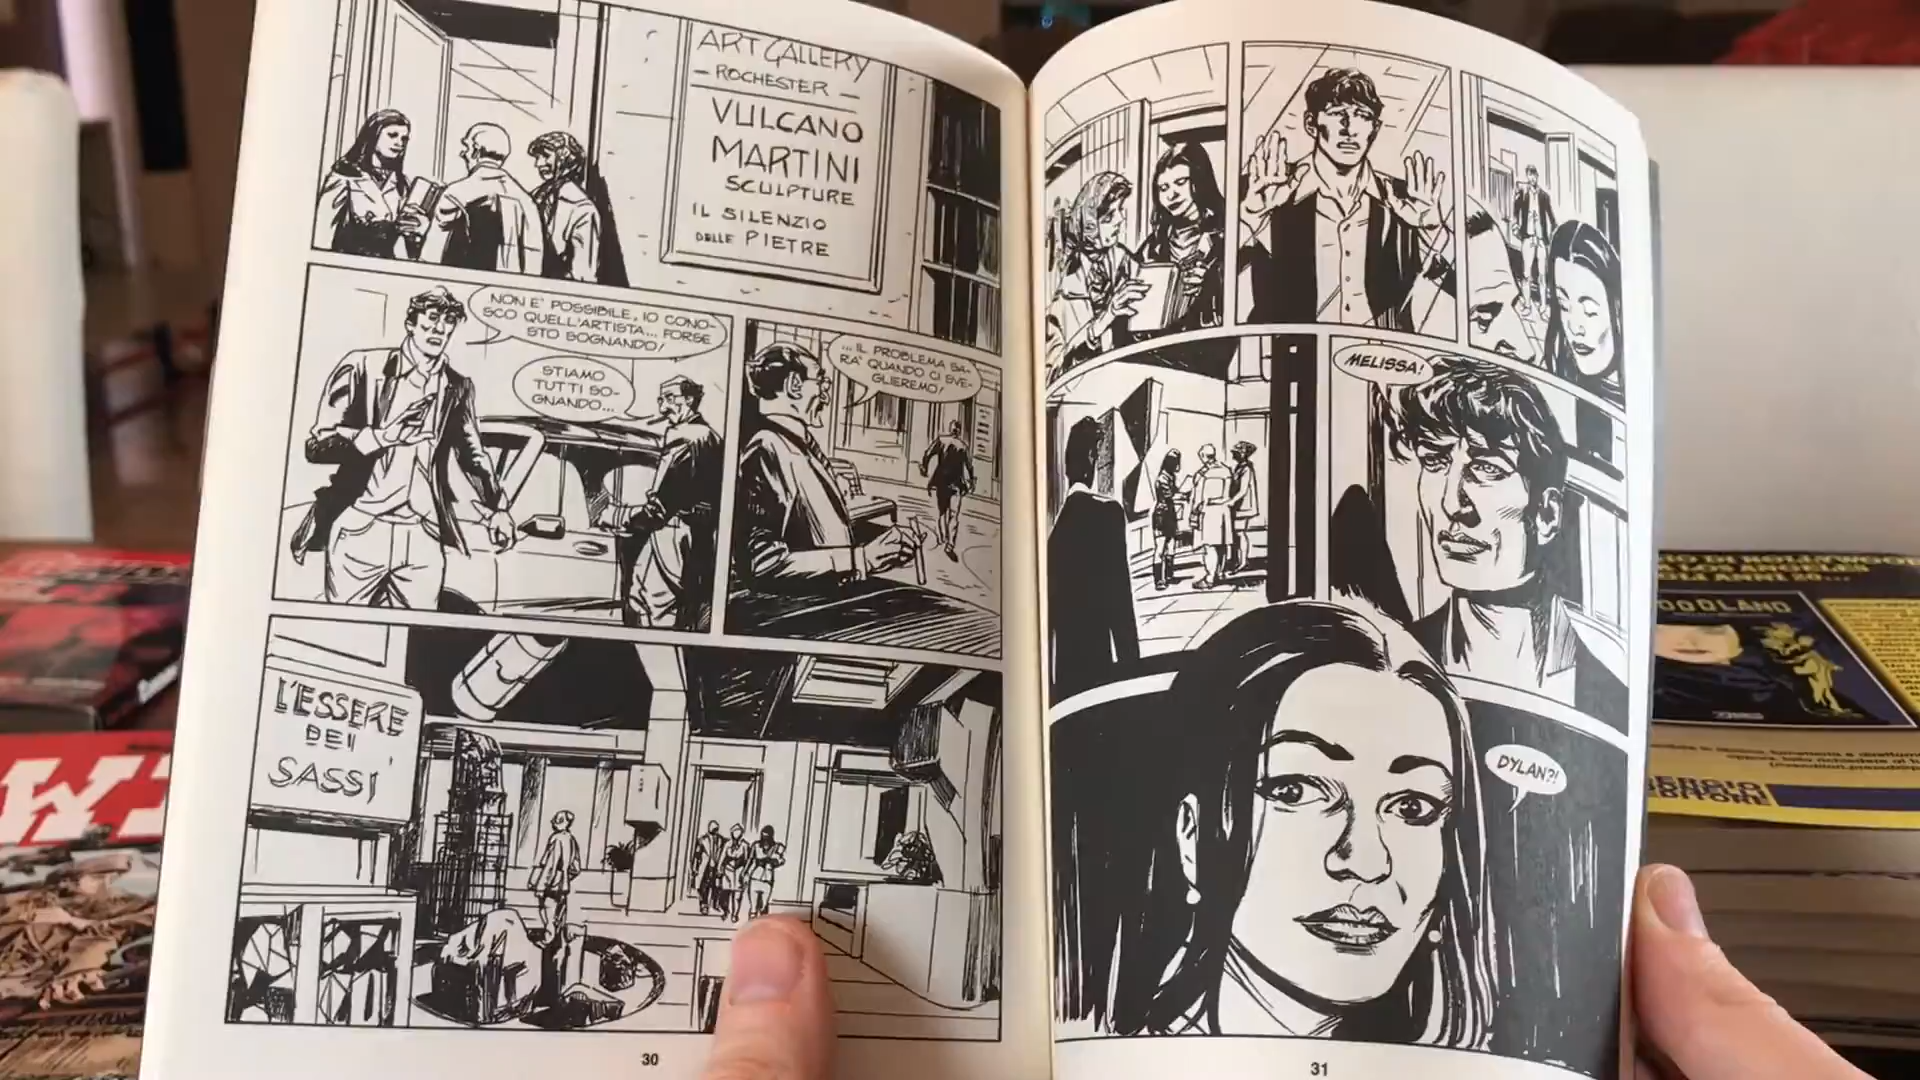 ART GALLERY
— ROCHESTER —
VULCANO
MARTINI
SCULPTURE
IL SILENZIO
DELLE PIETRE
NON E' POSSIBILE, IO CONO-
SCO QUELL'ARTISTA... FORSE
STO SOGNANDO!
STIAMO
TUTTI SO-
GNANDO...
...IL PROBLEMA SA-
RA' QUANDO CI SVE-
GLIEREMO!
L'ESSERE
DEI
SASSI
30
MELISSA!
DYLAN?!
31